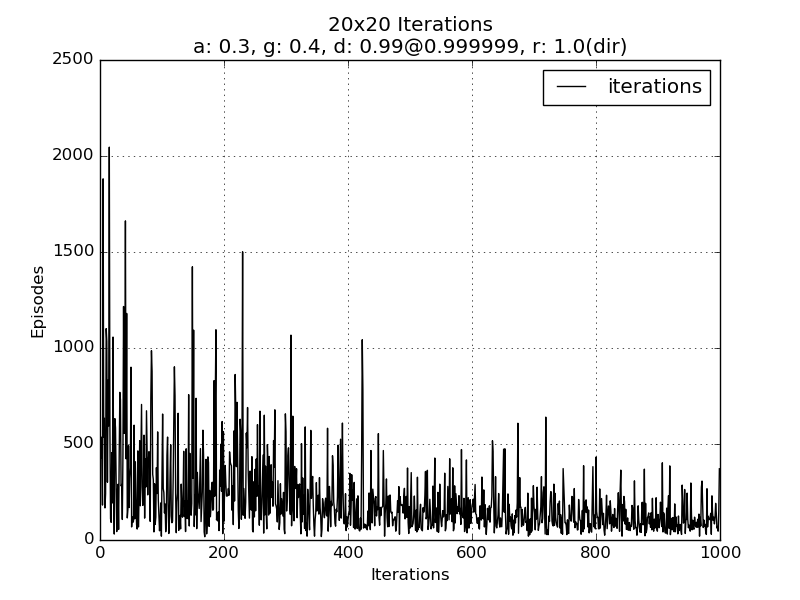 20x20 Iterations
a: 0.3, g: 0.4, d: 0.99@0.999999, r: 1.0(dir)
iterations
2500
2000
1500
1000
500
0
Episodes
0 200 400 600 800 1000
Iterations